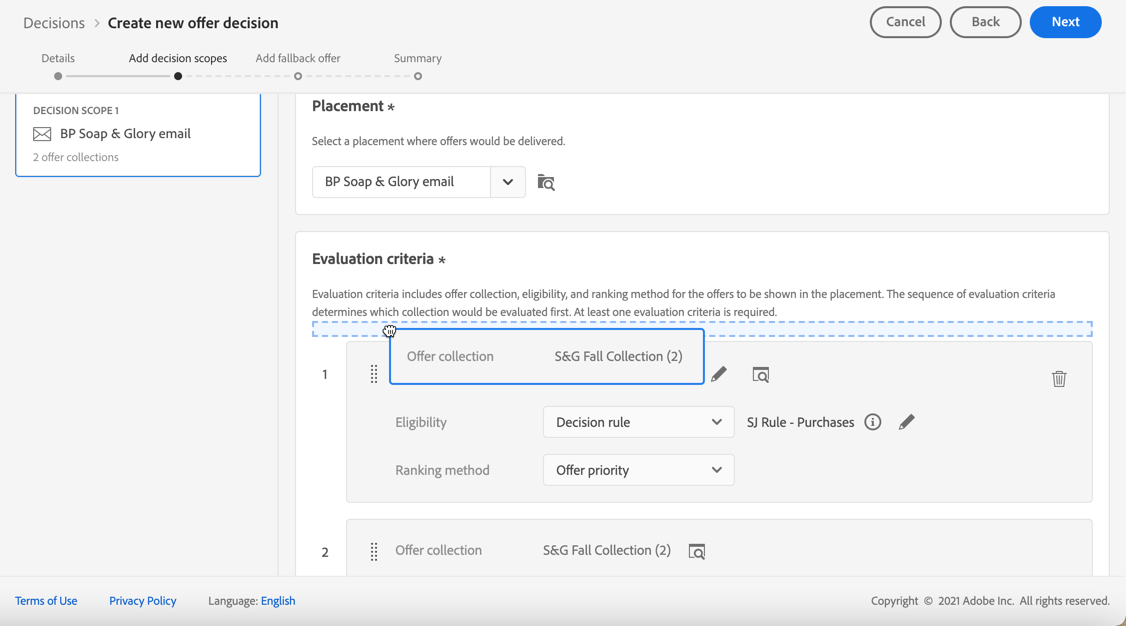 Decisions > Create new offer decision
Cancel
Back
Next
Details
Add decision scopes
Add fallback offer
Summary
DECISION SCOPE 1
BP Soap & Glory email
2 offer collections
Placement *
Select a placement where offers would be delivered.
BP Soap & Glory email
Evaluation criteria *
Evaluation criteria includes offer collection, eligibility, and ranking method for the offers to be shown in the placement. The sequence of evaluation criteria
determines which collection would be evaluated first. At least one evaluation criteria is required.
Offer collection S&G Fall Collection (2)
1
Eligibility Decision rule SJ Rule - Purchases
Ranking method Offer priority
2 Offer collection S&G Fall Collection (2)
Terms of Use Privacy Policy Language: English Copyright © 2021 Adobe Inc. All rights reserved.